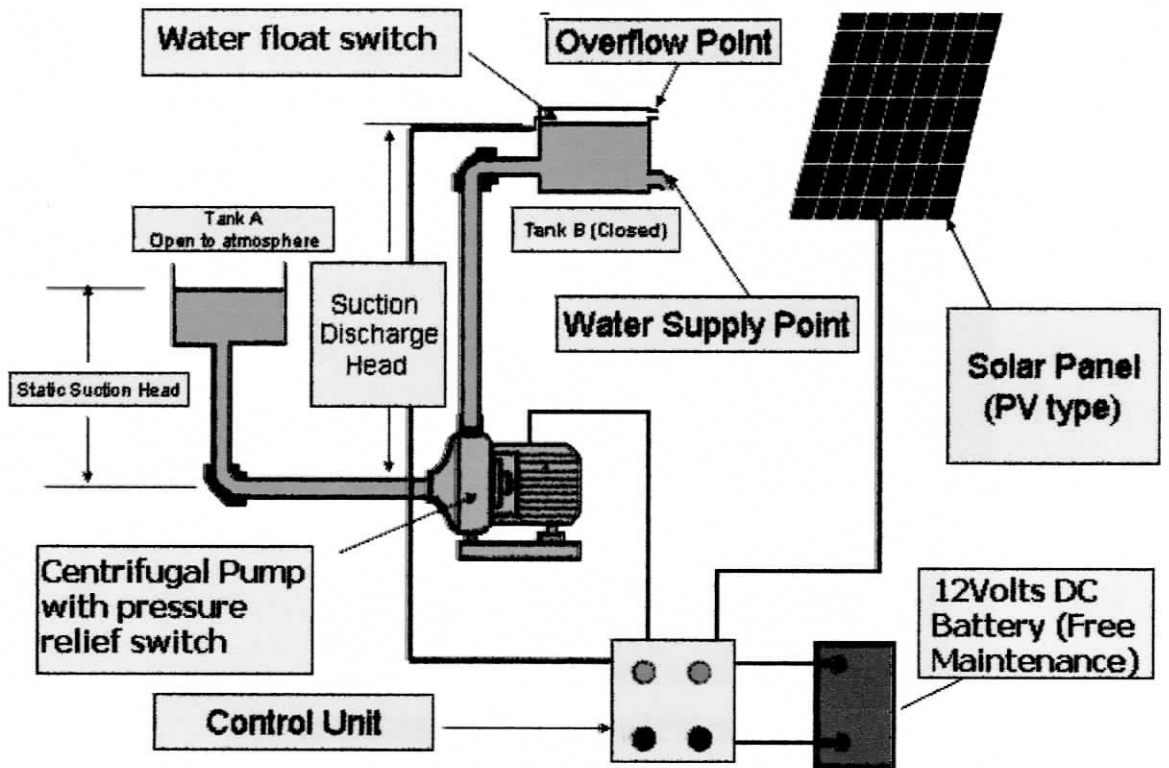 Water float switch
Overflow Point
Tank A
Open to atmosphere
Tank B (Closed)
Suction
Discharge
Head
Water Supply Point
Static Suction Head
Solar Panel
(PV type)
Centrifugal Pump
with pressure
relief switch
12Volts DC
Battery (Free
Maintenance)
Control Unit